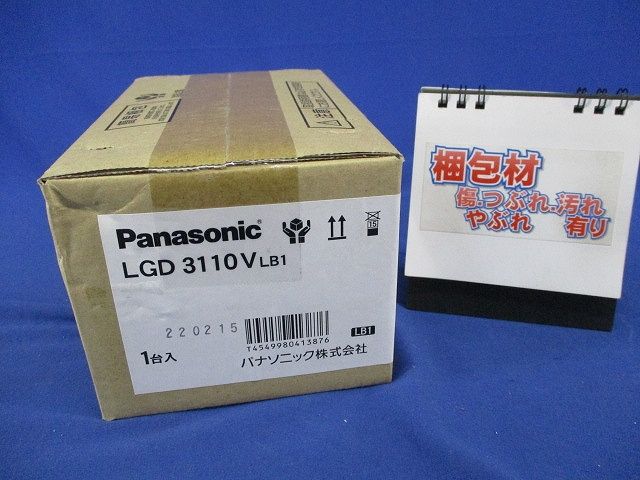 Panasonic®
LGD 3110V LB1
15
220215
T4549980413876
LB1
1台入
パナソニック株式会社
梱包材
傷.つぶれ.汚れ
やぶれ 有り